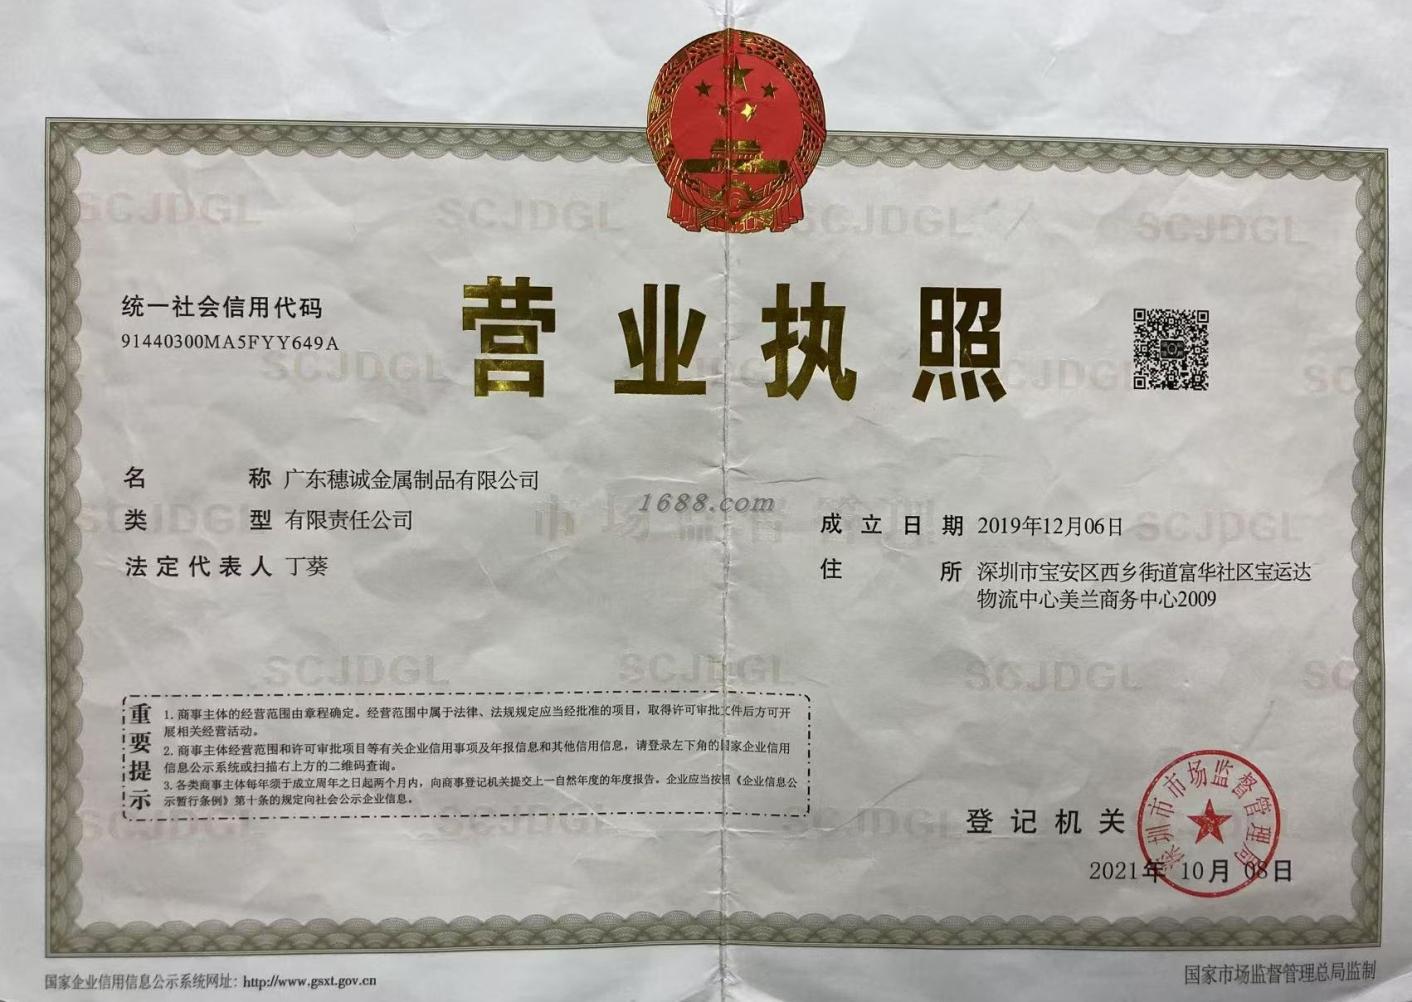 统一社会信用代码
91440300MA5FYY649A
营业执照
名称 广东穗诚金属制品有限公司
类型 有限责任公司
法定代表人 丁葵
1688.com
成立日期 2019年12月06日
住所 深圳市宝安区西乡街道富华社区宝运达
物流中心美兰商务中心2009
重要提示
1. 商事主体的经营范围由章程确定。经营范围中属于法律、法规规定应当经批准的项目，取得许可审批文件后方可开
展相关经营活动。
2. 商事主体经营范围和许可审批项目等有关企业信用事项及年报信息和其他信用信息，请登录左下角的国家企业信用
信息公示系统或扫描右上方的二维码查询。
3. 各类商事主体每年须于成立周年之日起两个月内，向商事登记机关提交上一自然年度的年度报告。企业应当按照《企业信息公
示暂行条例》第十条的规定向社会公示企业信息。
登记机关
深圳市市场监督管理局
2021年10月08日
国家企业信用信息公示系统网址：http://www.gsxt.gov.cn
国家市场监督管理总局监制
SCJDGL
市场监督管理